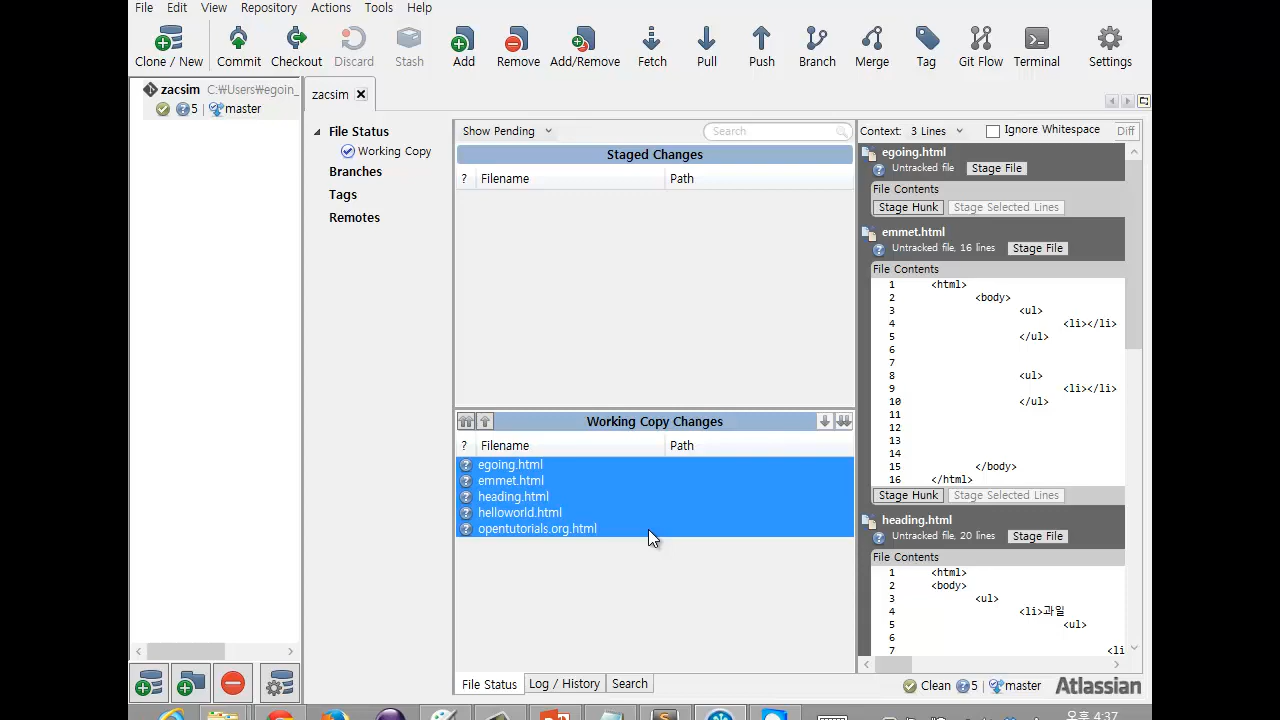 File Edit View Repository Actions Tools Help
Clone / New Commit Checkout Discard Stash Add Remove Add/Remove Fetch Pull Push Branch Merge Tag Git Flow Terminal Settings
zacsim C:₩Users₩egoin_
5 | master
zacsim
File Status
Working Copy
Branches
Tags
Remotes
Show Pending
Search
Staged Changes
? Filename Path
Working Copy Changes
? Filename Path
egoing.html
emmet.html
heading.html
helloworld.html
opentutorials.org.html
Context: 3 Lines Ignore Whitespace Diff
egoing.html
Untracked file Stage File
File Contents
Stage Hunk Stage Selected Lines
emmet.html
Untracked file, 16 lines Stage File
File Contents
1 <html>
2 <body>
3 <ul>
4 <li></li>
5 </ul>
6
7
8 <ul>
9 <li></li>
10 </ul>
11
12
13
14
15 </body>
16 </html>
Stage Hunk Stage Selected Lines
heading.html
Untracked file, 20 lines Stage File
File Contents
1 <html>
2 <body>
3 <ul>
4 <li>과일
5 <ul>
6
7 <li
File Status Log / History Search
Clean 5 master Atlassian
오후 4:37